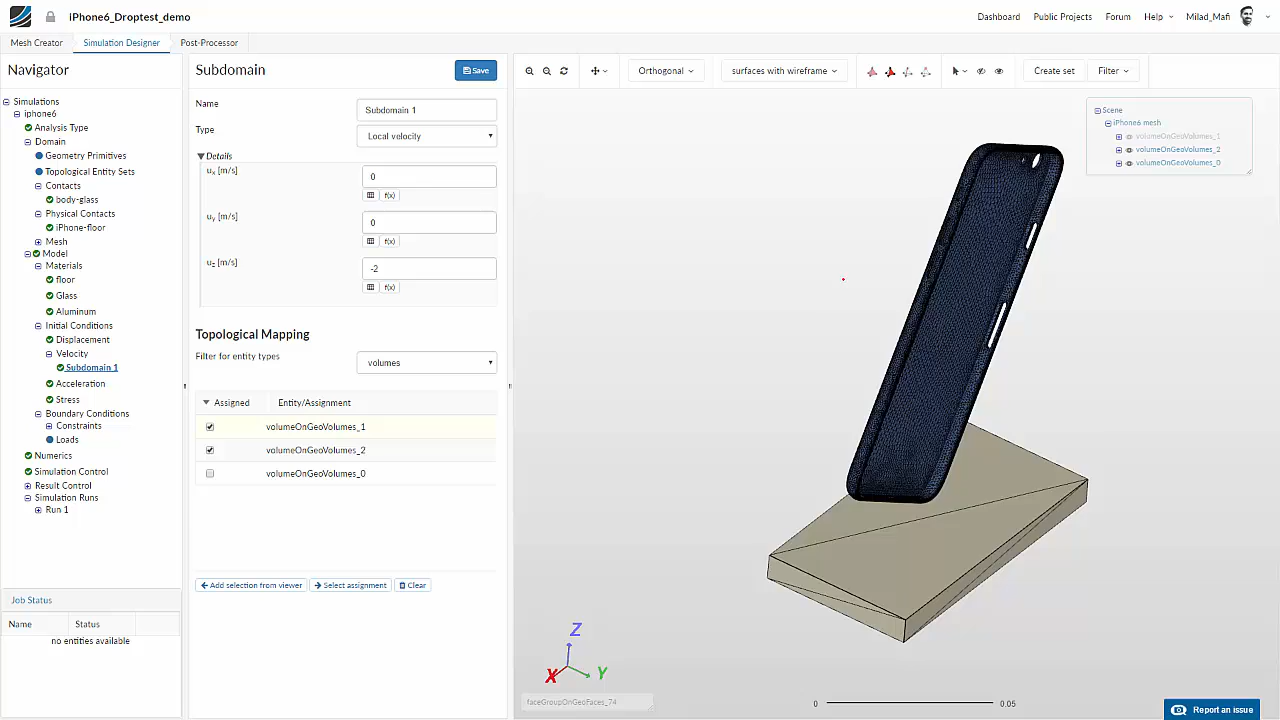 iPhone6_Droptest_demo
Dashboard Public Projects Forum Help Milad_Mafi
Mesh Creator Simulation Designer Post-Processor
Navigator
Simulations
iphone6
Analysis Type
Domain
Geometry Primitives
Topological Entity Sets
Contacts
body-glass
Physical Contacts
iPhone-floor
Mesh
Model
Materials
floor
Glass
Aluminum
Initial Conditions
Displacement
Velocity
Subdomain 1
Acceleration
Stress
Boundary Conditions
Constraints
Loads
Numerics
Simulation Control
Result Control
Simulation Runs
Run 1
Job Status
Name Status
no entities available
Subdomain
Save
Name Subdomain 1
Type Local velocity
Details
ux [m/s] 0
f(x)
uy [m/s] 0
f(x)
uz [m/s] -2
f(x)
Topological Mapping
Filter for entity types volumes
Assigned Entity/Assignment
volumeOnGeoVolumes_1
volumeOnGeoVolumes_2
volumeOnGeoVolumes_0
Add selection from viewer Select assignment Clear
Orthogonal surfaces with wireframe Create set Filter
Scene
iPhone6 mesh
volumeOnGeoVolumes_1
volumeOnGeoVolumes_2
volumeOnGeoVolumes_0
Z
X Y
faceGroupOnGeoFaces_74
0 0.05
Report an issue